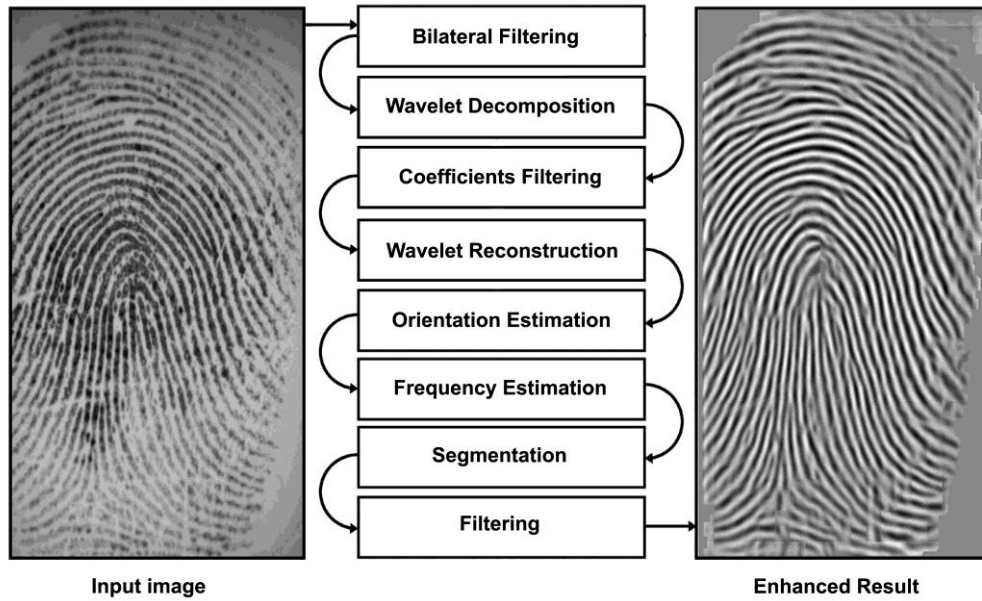 Bilateral Filtering
Wavelet Decomposition
Coefficients Filtering
Wavelet Reconstruction
Orientation Estimation
Frequency Estimation
Segmentation
Filtering
Input image
Enhanced Result